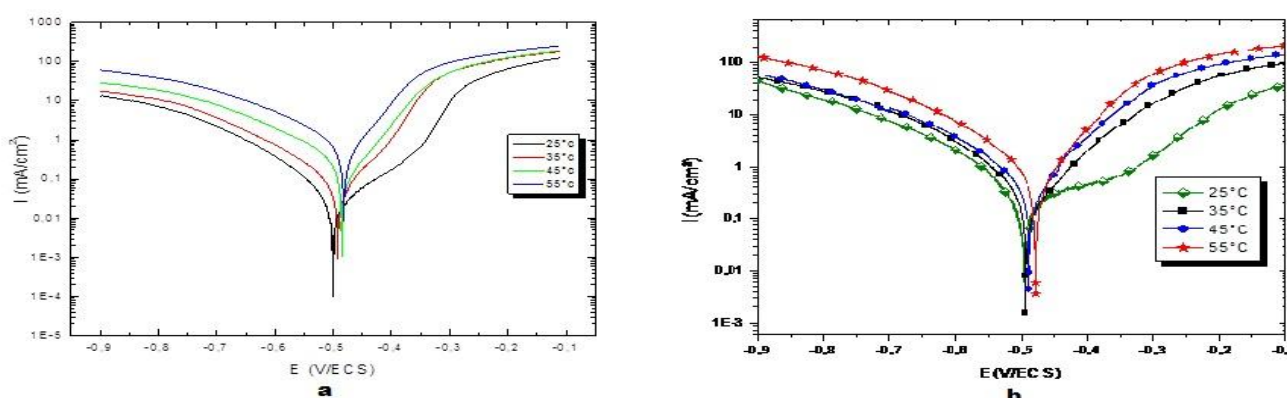 1000
100
10
1
0.1
0.01
1E-3
1E-4
1E-5
I (mA/cm²)
25°c
35°c
45°c
55°c
-0,9 -0,8 -0,7 -0,6 -0,5 -0,4 -0,3 -0,2 -0,1
E (V/ECS)
a
100
10
1
0,1
0,01
1E-3
I(mA/cm²)
25°C
35°C
45°C
55°C
-0,9 -0,8 -0,7 -0,6 -0,5 -0,4 -0,3 -0,2
E(V/ECS)
b